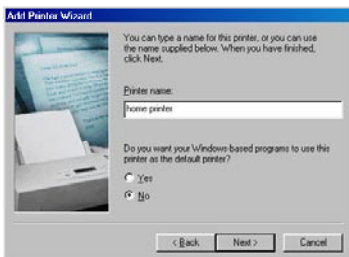 Add Printer Wizard
You can type a name for this printer, or you can use
the name supplied below. When you have finished,
click Next.
Printer name:
home printer
Do you want your Windows-based programs to use this
printer as the default printer?
Yes
No
< Back
Next >
Cancel